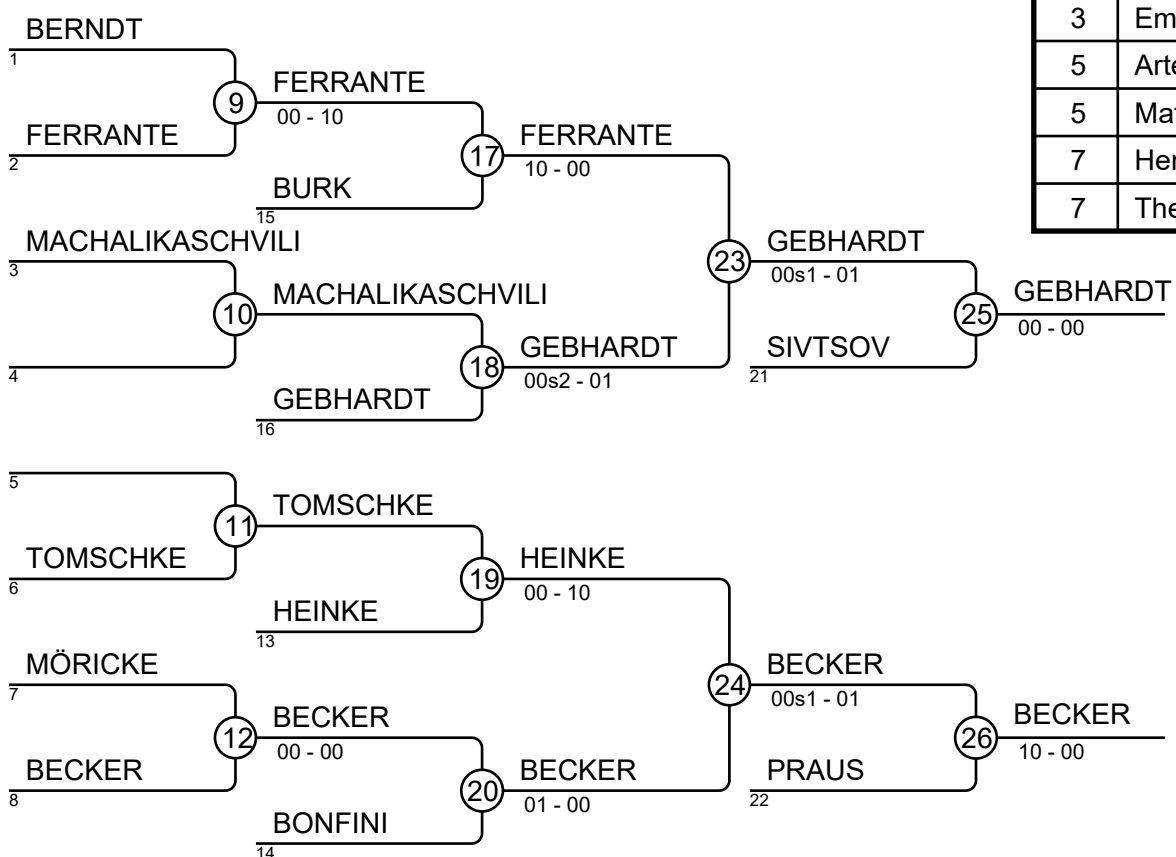 BERNDT
1
9
FERRANTE
00 - 10
FERRANTE
2
17
FERRANTE
10 - 00
BURK
15
MACHALIKASCHVILI
3
23
GEBHARDT
00s1 - 01
10
MACHALIKASCHVILI
4
18
GEBHARDT
00s2 - 01
GEBHARDT
16
25
GEBHARDT
00 - 00
SIVTSOV
21
5
11
TOMSCHKE
TOMSCHKE
6
19
HEINKE
00 - 10
HEINKE
13
MÖRICKE
7
24
BECKER
00s1 - 01
12
BECKER
00 - 00
BECKER
8
20
BECKER
01 - 00
BONFINI
14
26
BECKER
10 - 00
PRAUS
22
3
5
5
7
7